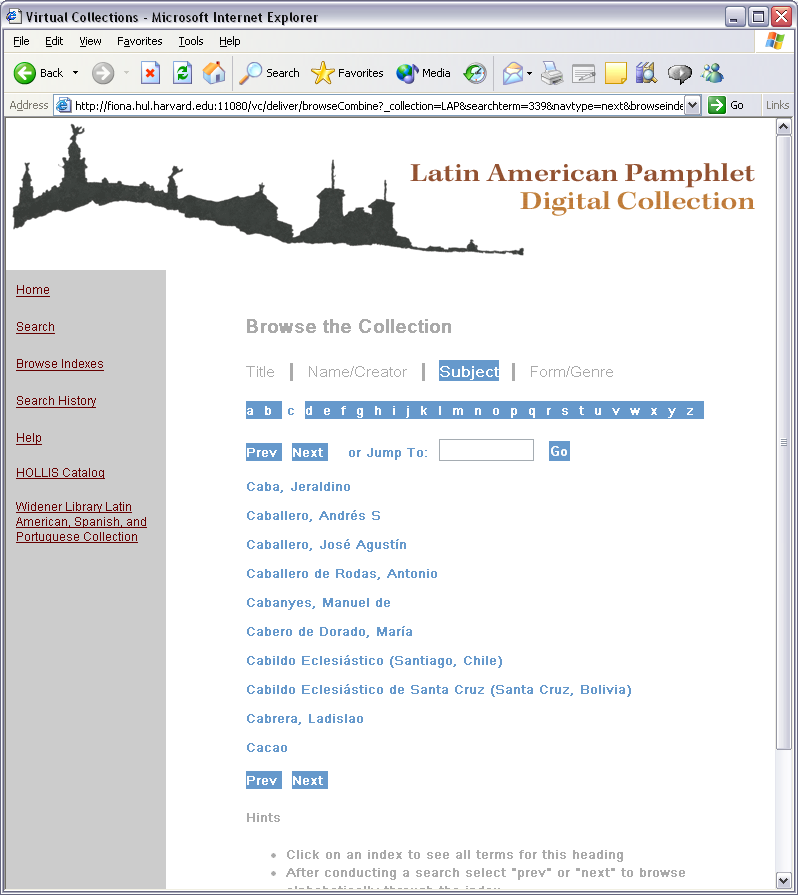 Virtual Collections - Microsoft Internet Explorer
File Edit View Favorites Tools Help
Back Search Favorites Media
Address http://fiona.hul.harvard.edu:11080/vc/deliver/browseCombine?_collection=LAP&searchterm=339&navtype=next&browseinde Go Links
Latin American Pamphlet
Digital Collection
Home
Search
Browse Indexes
Search History
Help
HOLLIS Catalog
Widener Library Latin
American, Spanish, and
Portuguese Collection
Browse the Collection
Title | Name/Creator | Subject | Form/Genre
a b c d e f g h i j k l m n o p q r s t u v w x y z
Prev Next or Jump To: Go
Caba, Jeraldino
Caballero, Andrés S
Caballero, José Agustín
Caballero de Rodas, Antonio
Cabanyes, Manuel de
Cabero de Dorado, María
Cabildo Eclesiástico (Santiago, Chile)
Cabildo Eclesiástico de Santa Cruz (Santa Cruz, Bolivia)
Cabrera, Ladislao
Cacao
Prev Next
Hints
• Click on an index to see all terms for this heading
• After conducting a search select "prev" or "next" to browse
alphabetically through the index